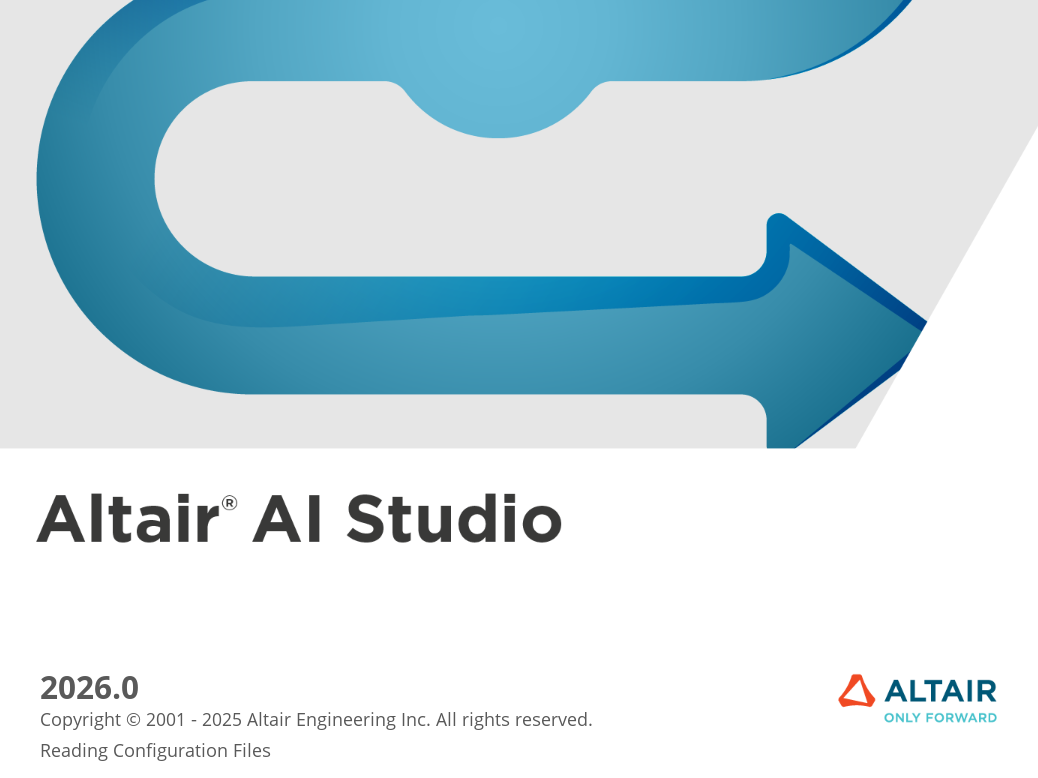 Altair® AI Studio
2026.0
Copyright © 2001 - 2025 Altair Engineering Inc. All rights reserved.
Reading Configuration Files
ALTAIR
ONLY FORWARD